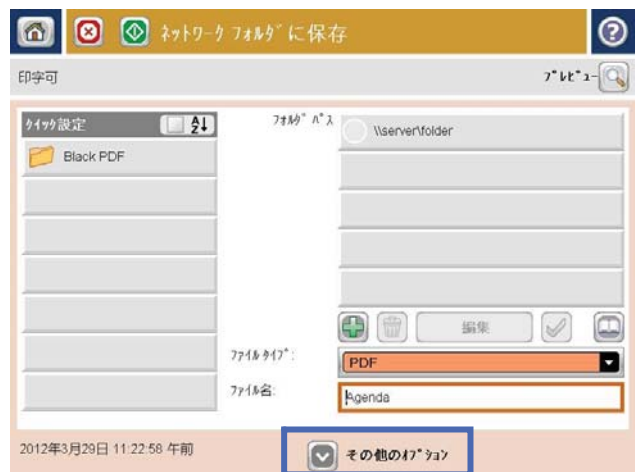 ﾈｯﾄﾜｰｸ ﾌｫﾙﾀﾞに保存
印字可
ﾌﾟﾚﾋﾞｭｰ
ｸｲｯｸ設定
ﾌｫﾙﾀﾞ ﾊﾟｽ
\\server\folder
Black PDF
編集
ﾌｧｲﾙ ﾀｲﾌﾟ:
PDF
ﾌｧｲﾙ名:
Agenda
2012年3月29日 11:22:58 午前
その他のｵﾌﾟｼｮﾝ